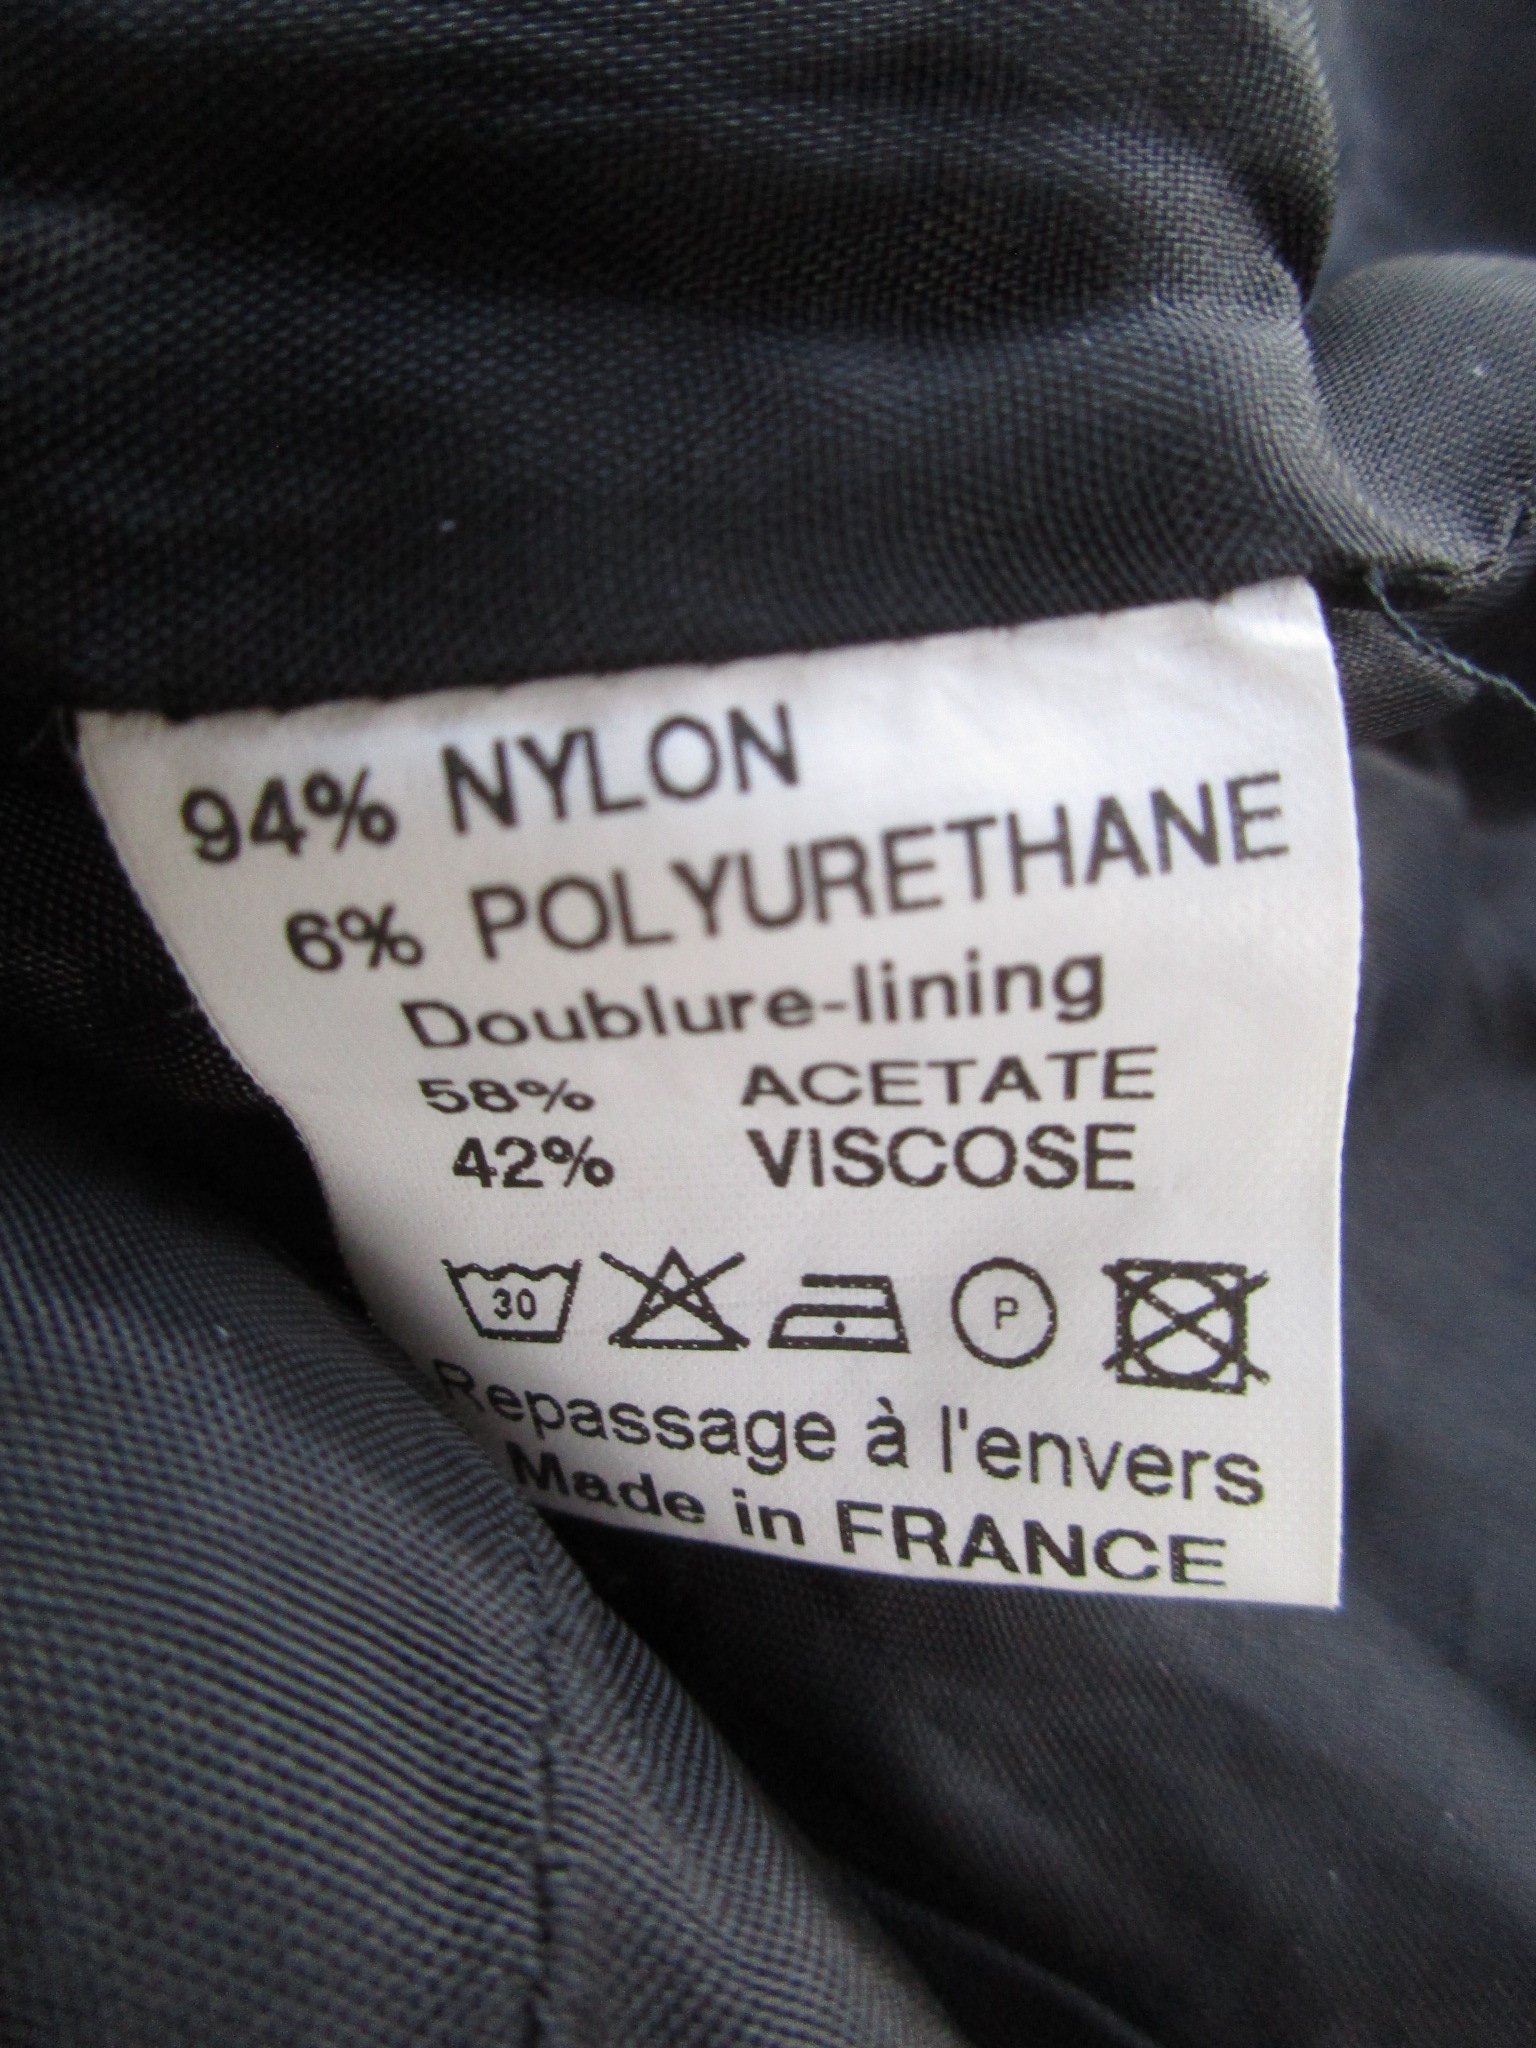 94% NYLON
6% POLYURETHANE
Doublure-lining
58% ACETATE
42% VISCOSE
30 P
Repassage à l'envers
Made in FRANCE